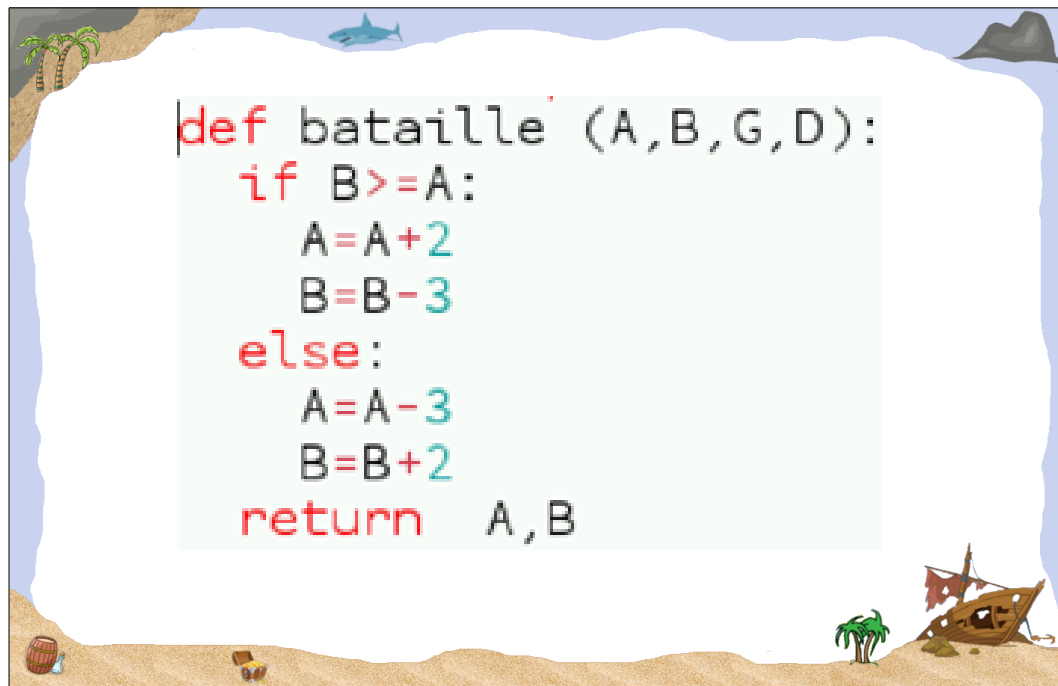 def bataille (A,B,G,D):
  if B>=A:
    A=A+2
    B=B-3
  else:
    A=A-3
    B=B+2
  return  A,B